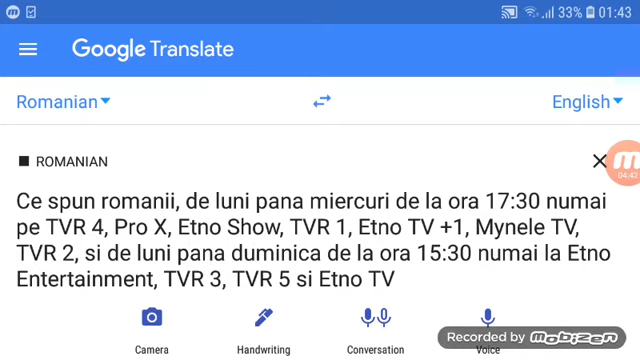 33% 01:43
Google Translate
Romanian English
ROMANIAN
04:42
Ce spun romanii, de luni pana miercuri de la ora 17:30 numai
pe TVR 4, Pro X, Etno Show, TVR 1, Etno TV +1, Mynele TV,
TVR 2, si de luni pana duminica de la ora 15:30 numai la Etno
Entertainment, TVR 3, TVR 5 si Etno TV
Camera Handwriting Conversation Voice
Recorded by Mobizen